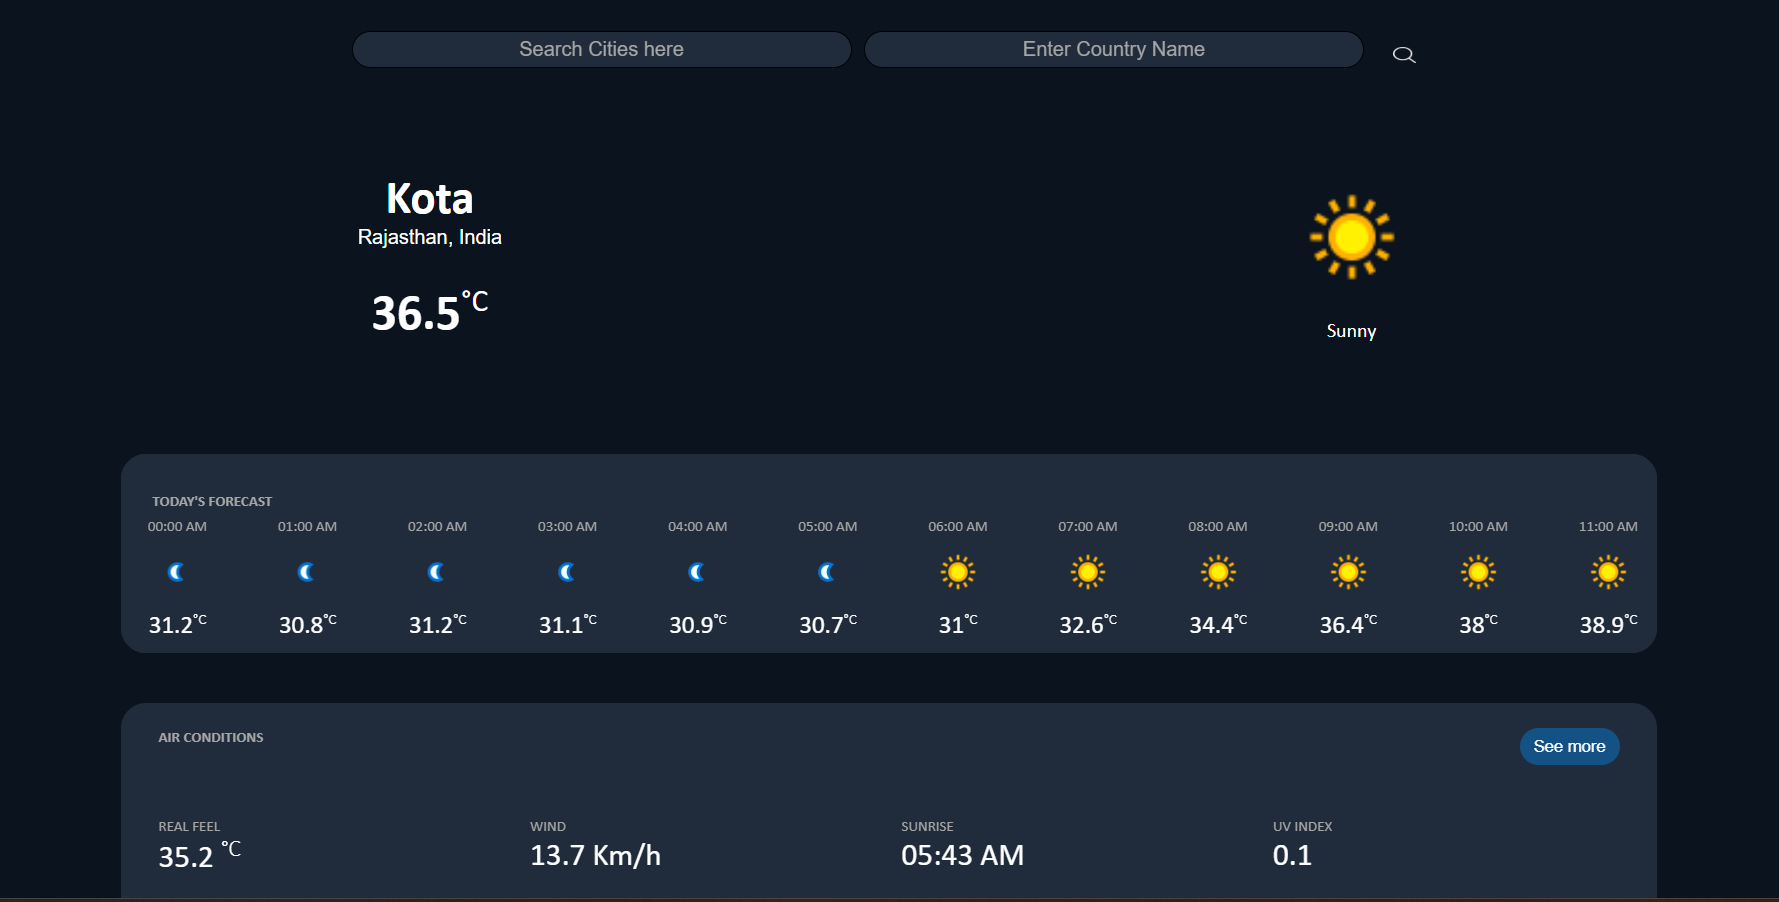 Search Cities here Enter Country Name
Kota
Rajasthan, India
36.5°C
Sunny
TODAY'S FORECAST
00:00 AM 01:00 AM 02:00 AM 03:00 AM 04:00 AM 05:00 AM 06:00 AM 07:00 AM 08:00 AM 09:00 AM 10:00 AM 11:00 AM
31.2°C 30.8°C 31.2°C 31.1°C 30.9°C 30.7°C 31°C 32.6°C 34.4°C 36.4°C 38°C 38.9°C
AIR CONDITIONS See more
REAL FEEL WIND SUNRISE UV INDEX
35.2 °C 13.7 Km/h 05:43 AM 0.1